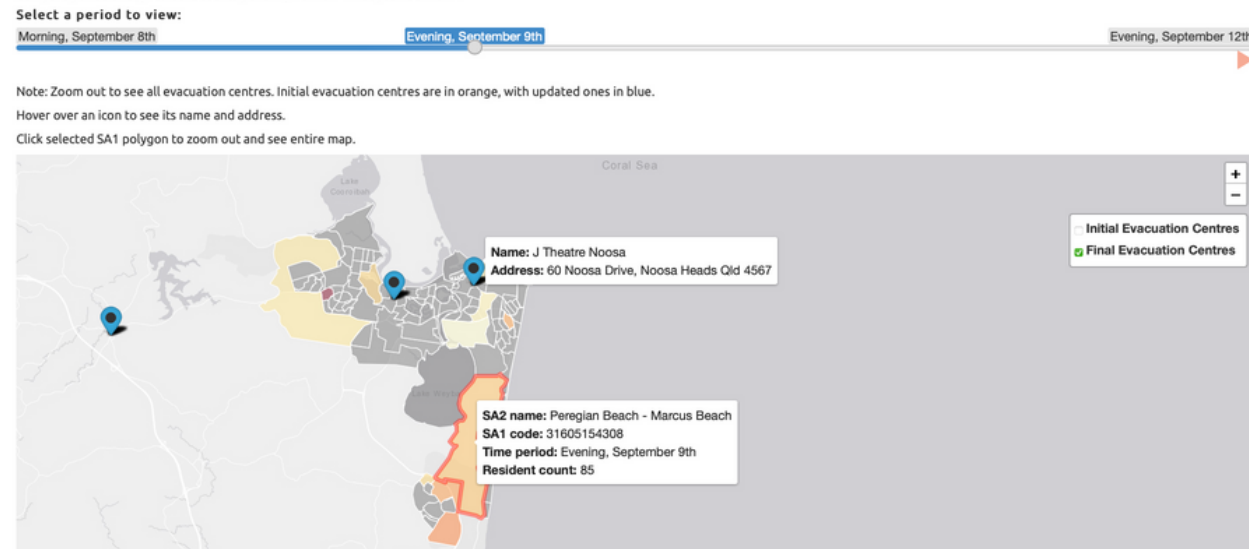 Select a period to view:
Morning, September 8th
Evening, September 9th
Evening, September 12th
Note: Zoom out to see all evacuation centres. Initial evacuation centres are in orange, with updated ones in blue.
Hover over an icon to see its name and address.
Click selected SA1 polygon to zoom out and see entire map.
Coral Sea
Lake
Cooroibah
+
−
Initial Evacuation Centres
Final Evacuation Centres
Name: J Theatre Noosa
Address: 60 Noosa Drive, Noosa Heads Qld 4567
Lake
SA2 name: Peregian Beach - Marcus Beach
SA1 code: 31605154308
Time period: Evening, September 9th
Resident count: 85